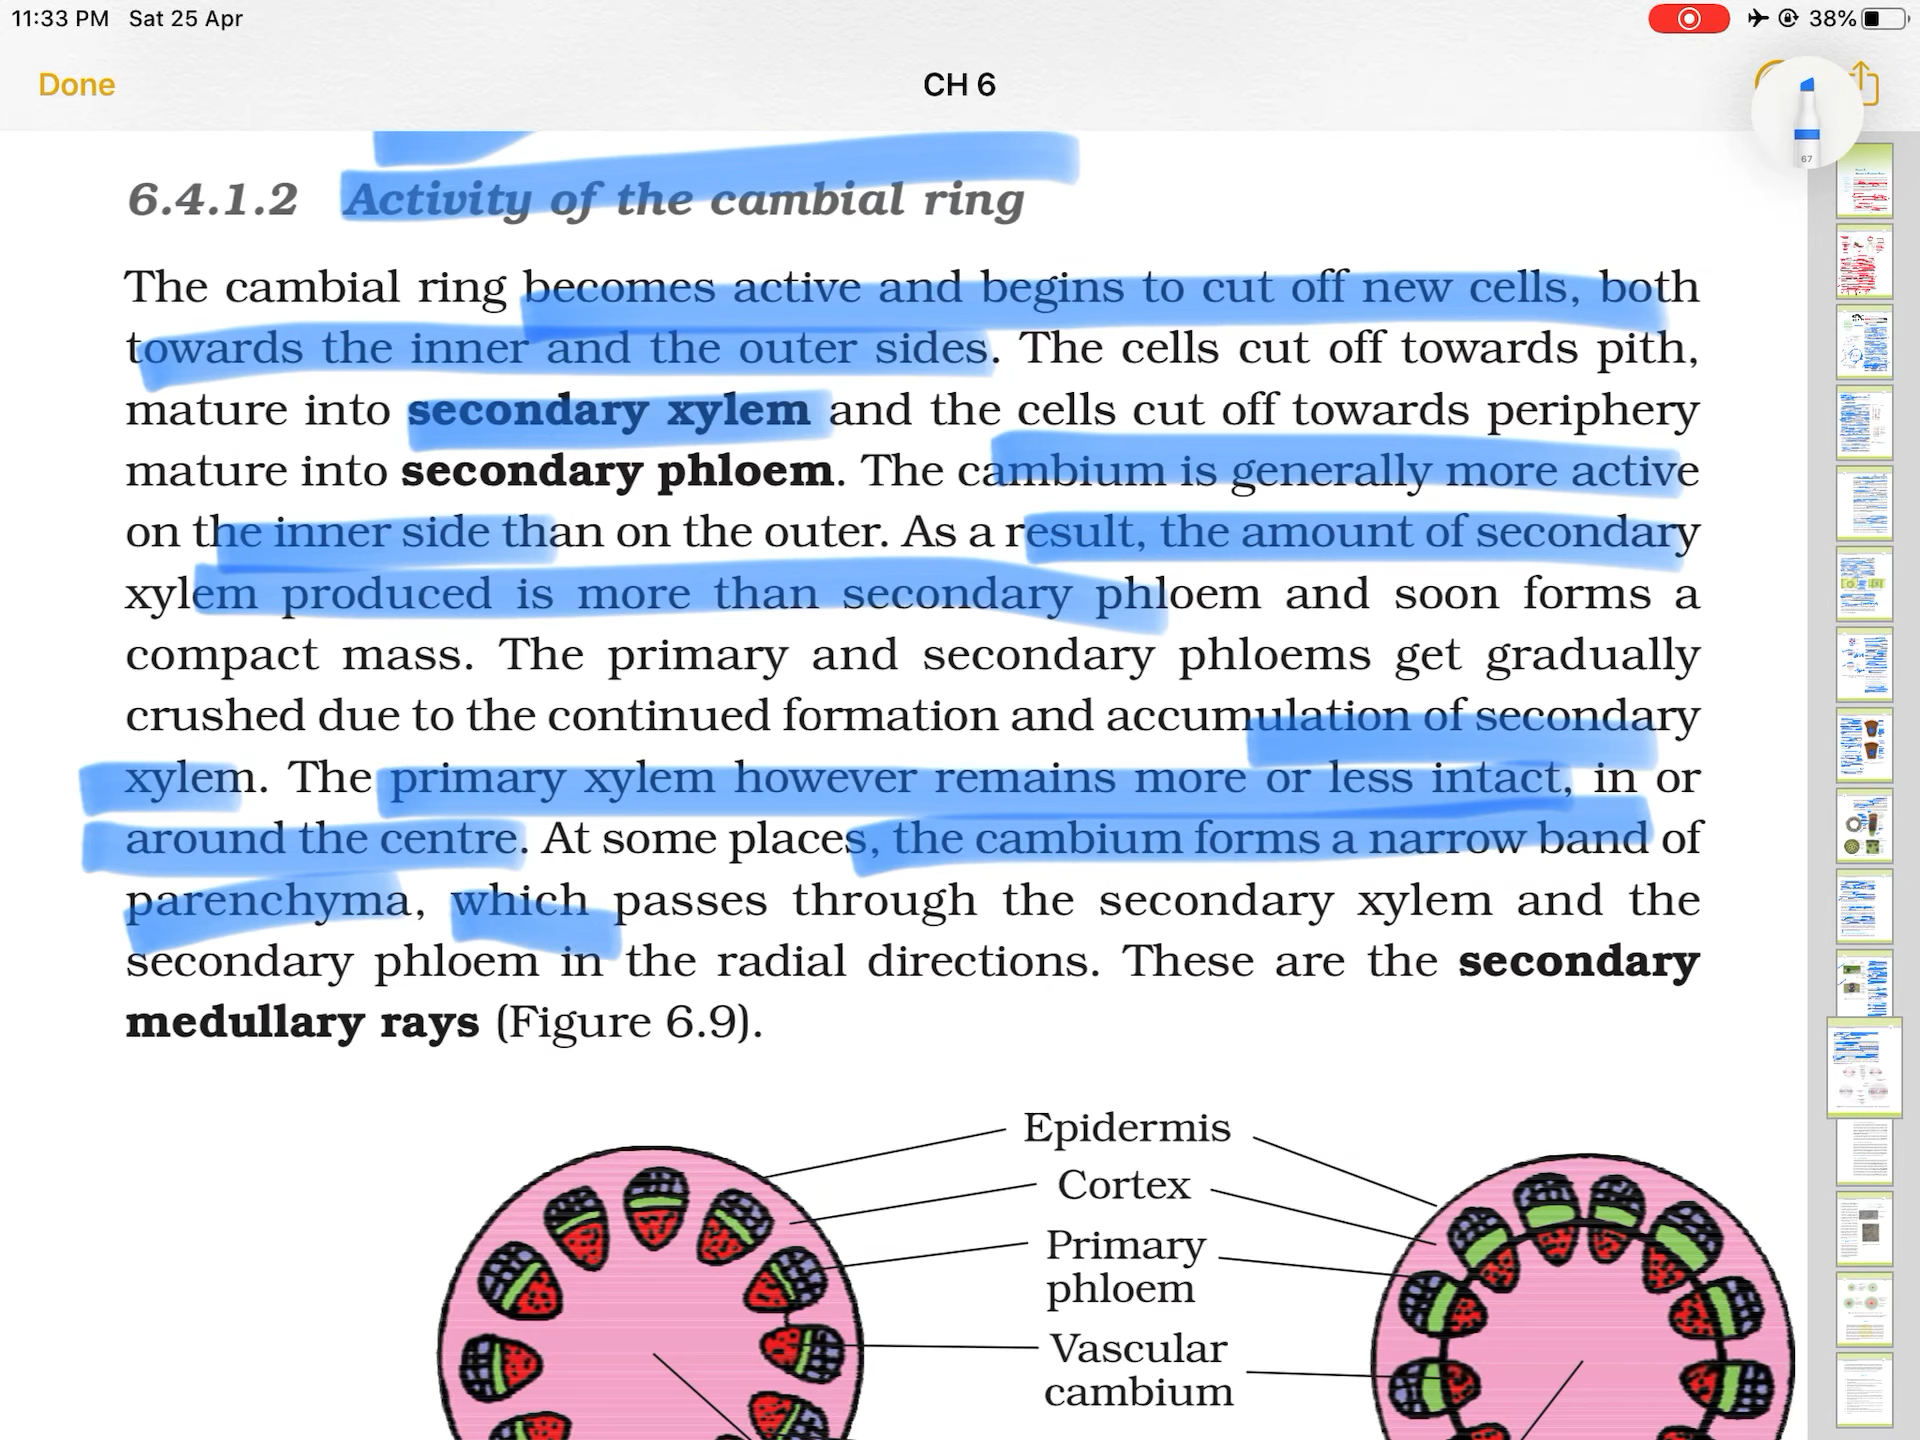 11:33 PM Sat 25 Apr
38%
Done
CH 6
67
6.4.1.2 Activity of the cambial ring
The cambial ring becomes active and begins to cut off new cells, both
towards the inner and the outer sides. The cells cut off towards pith,
mature into secondary xylem and the cells cut off towards periphery
mature into secondary phloem. The cambium is generally more active
on the inner side than on the outer. As a result, the amount of secondary
xylem produced is more than secondary phloem and soon forms a
compact mass. The primary and secondary phloems get gradually
crushed due to the continued formation and accumulation of secondary
xylem. The primary xylem however remains more or less intact, in or
around the centre. At some places, the cambium forms a narrow band of
parenchyma, which passes through the secondary xylem and the
secondary phloem in the radial directions. These are the secondary
medullary rays (Figure 6.9).
Epidermis
Cortex
Primary
phloem
Vascular
cambium